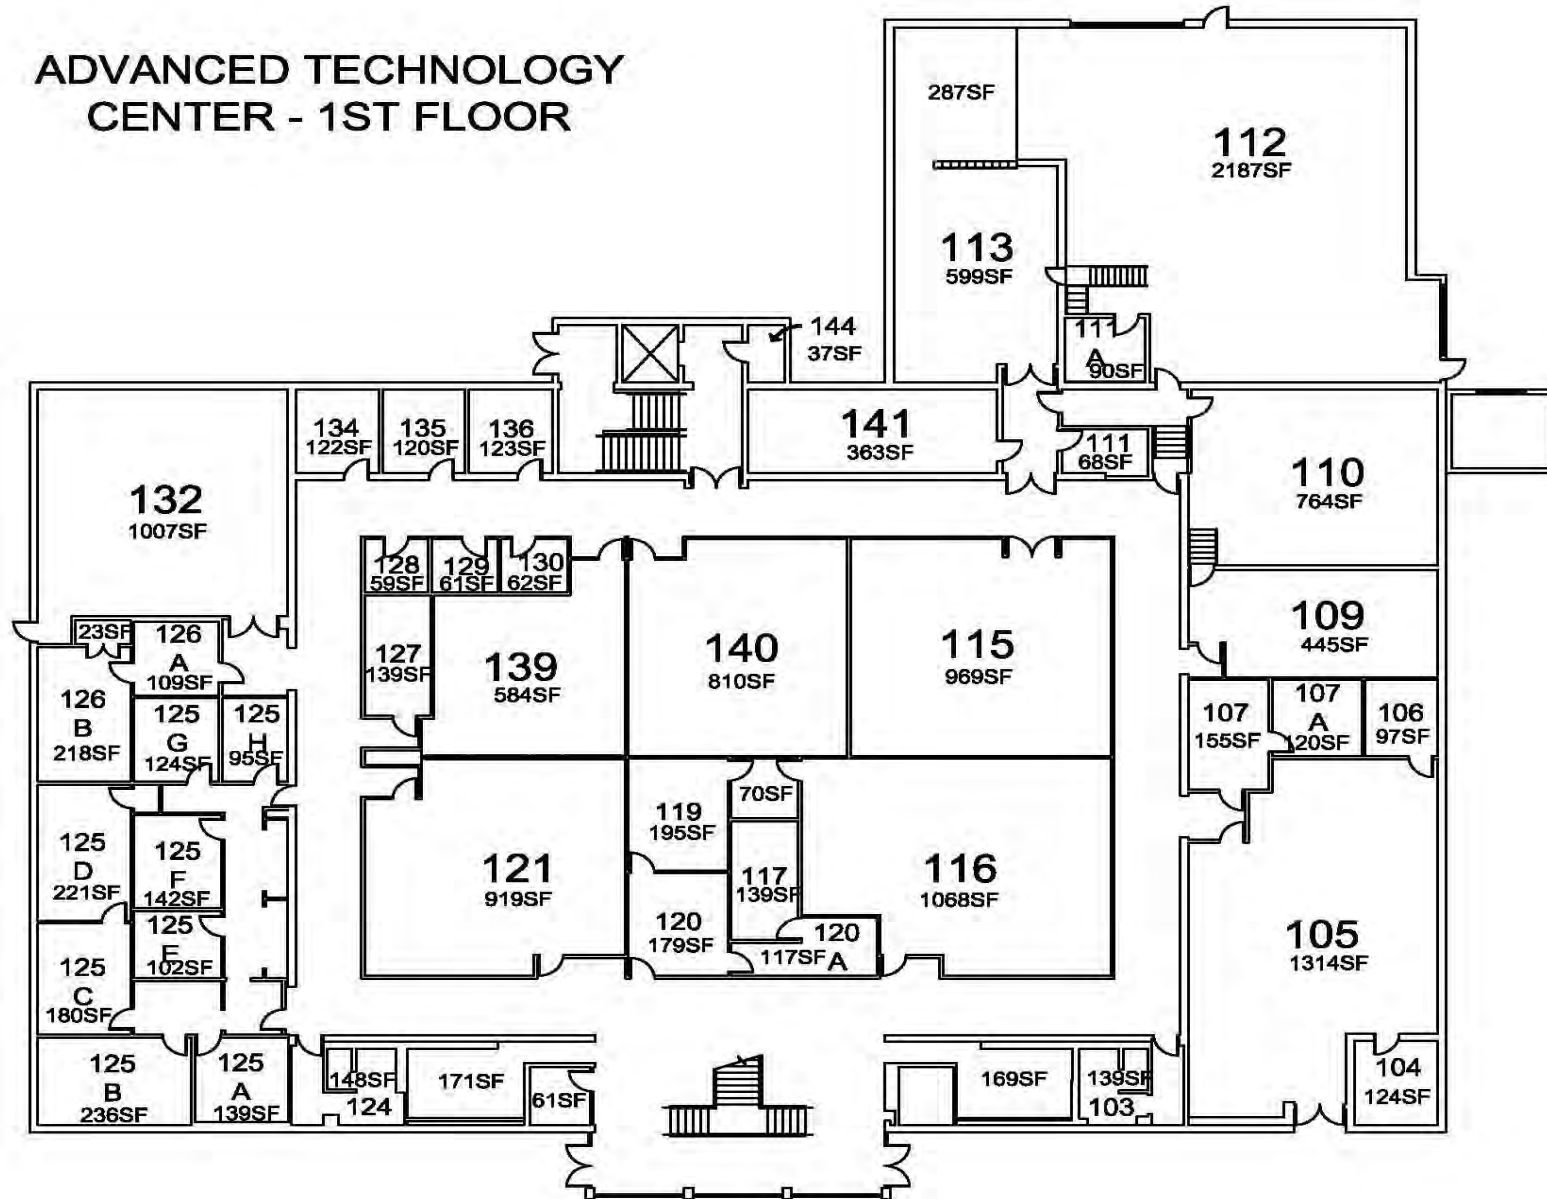 ADVANCED TECHNOLOGY
CENTER - 1ST FLOOR
287SF
112
2187SF
113
599SF
111
A
90SF
144
37SF
134
122SF
135
120SF
136
123SF
141
363SF
111
68SF
110
764SF
132
1007SF
128
59SF
129
61SF
130
62SF
127
139SF
139
584SF
140
810SF
115
969SF
109
445SF
23SF
126
A
109SF
126
B
218SF
125
G
124SF
125
H
95SF
107
155SF
107
A
120SF
106
97SF
125
D
221SF
125
F
142SF
125
E
102SF
125
C
180SF
121
919SF
119
195SF
70SF
117
139SF
116
1068SF
120
179SF
120
A
117SF
105
1314SF
125
B
236SF
125
A
139SF
148SF
124
171SF
61SF
169SF
139SF
103
104
124SF